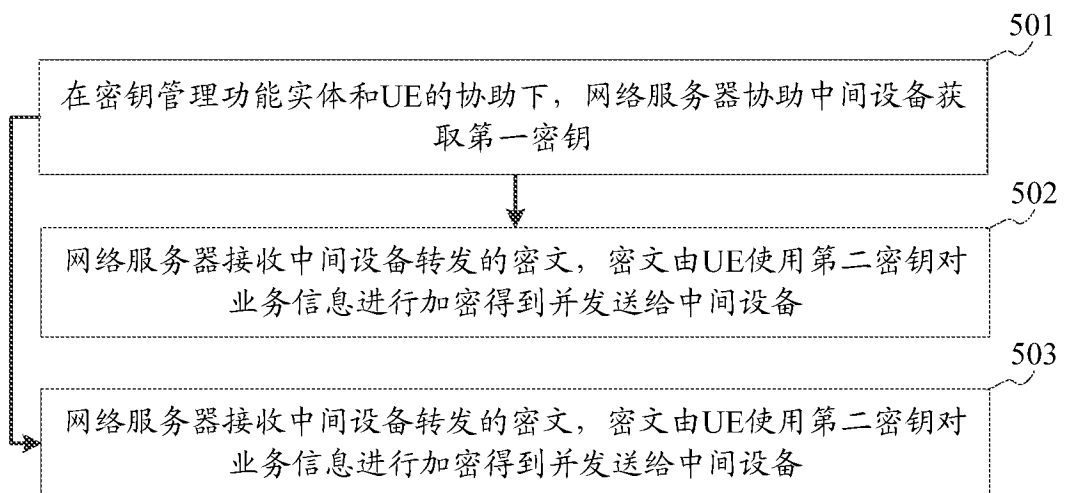 501
在密钥管理功能实体和UE的协助下，网络服务器协助中间设备获
取第一密钥
502
网络服务器接收中间设备转发的密文，密文由UE使用第二密钥对
业务信息进行加密得到并发送给中间设备
503
网络服务器接收中间设备转发的密文，密文由UE使用第二密钥对
业务信息进行加密得到并发送给中间设备